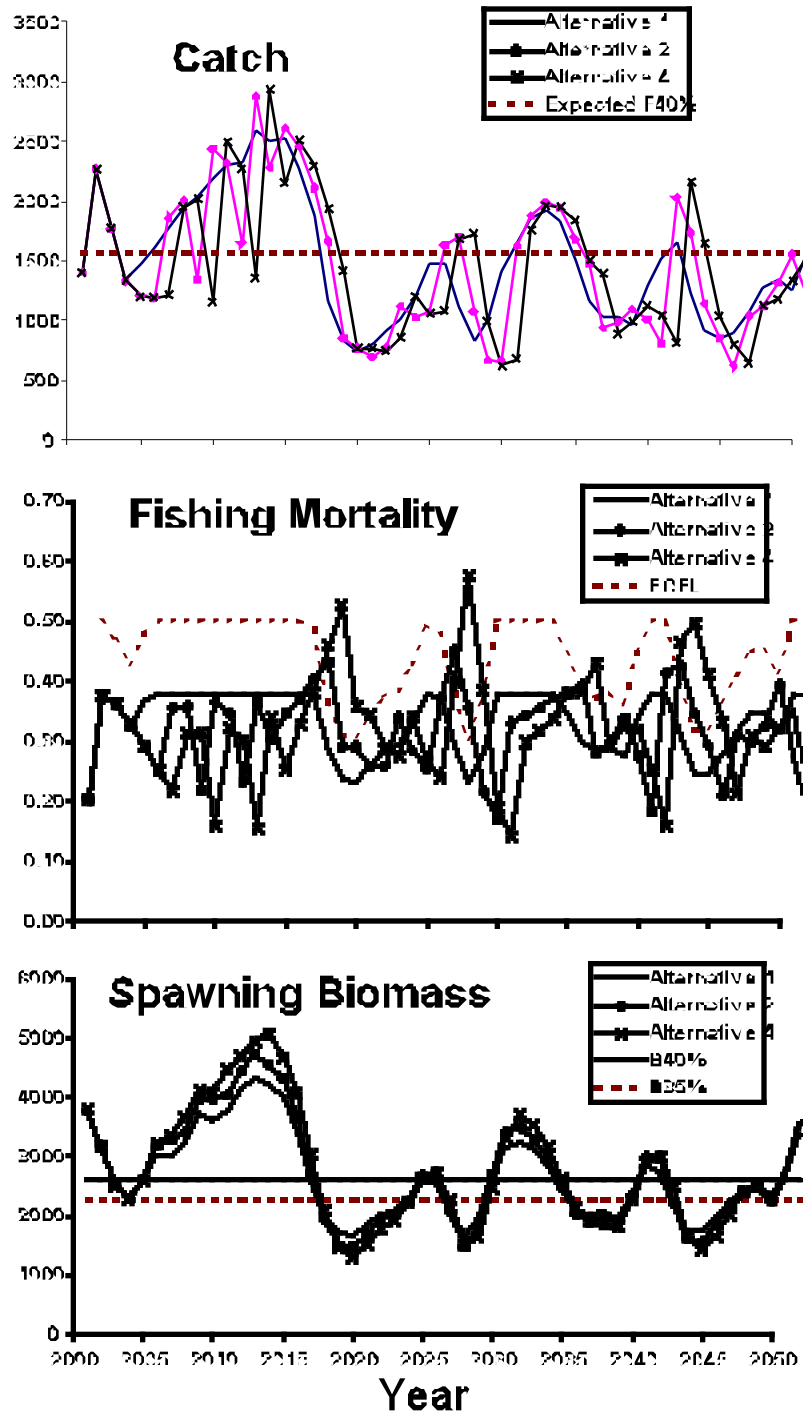 3500
3000
2500
2000
1500
1000
500
0
Catch
Alternative 1
Alternative 2
Alternative 4
Expected F40%
0.70
0.60
0.50
0.40
0.30
0.20
0.10
0.00
Fishing Mortality
Alternative 1
Alternative 2
Alternative 4
FOFL
6000
5000
4000
3000
2000
1000
0
Spawning Biomass
Alternative 1
Alternative 2
Alternative 4
B40%
B35%
2000 2005 2010 2015 2020 2025 2030 2035 2040 2045 2050
Year